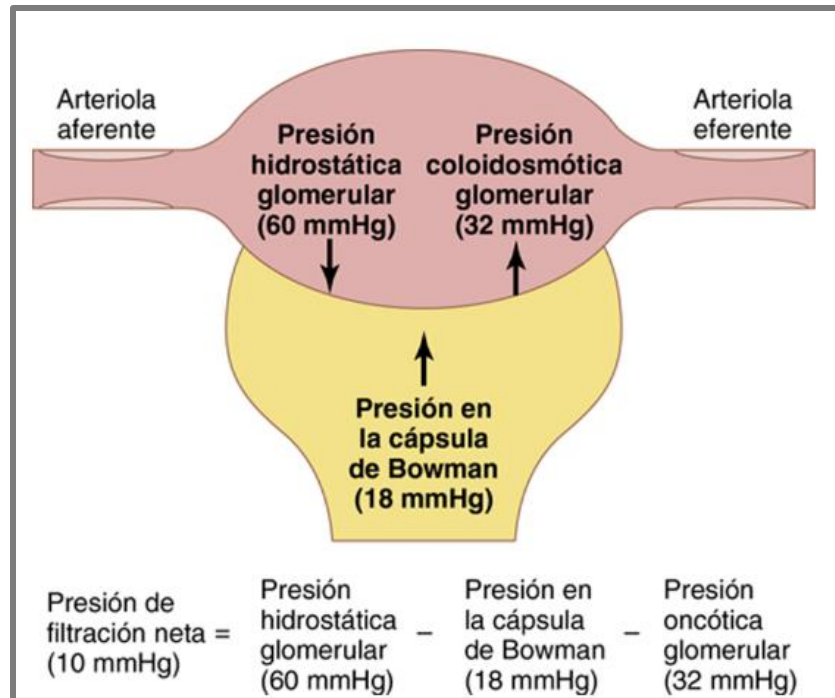 Arteriola
aferente
Arteriola
eferente
Presión
hidrostática
glomerular
(60 mmHg)
Presión
coloidosmótica
glomerular
(32 mmHg)
Presión en
la cápsula
de Bowman
(18 mmHg)
Presión de
filtración neta =
(10 mmHg)
Presión
hidrostática
glomerular
(60 mmHg)
–
Presión en
la cápsula
de Bowman
(18 mmHg)
–
Presión
oncótica
glomerular
(32 mmHg)